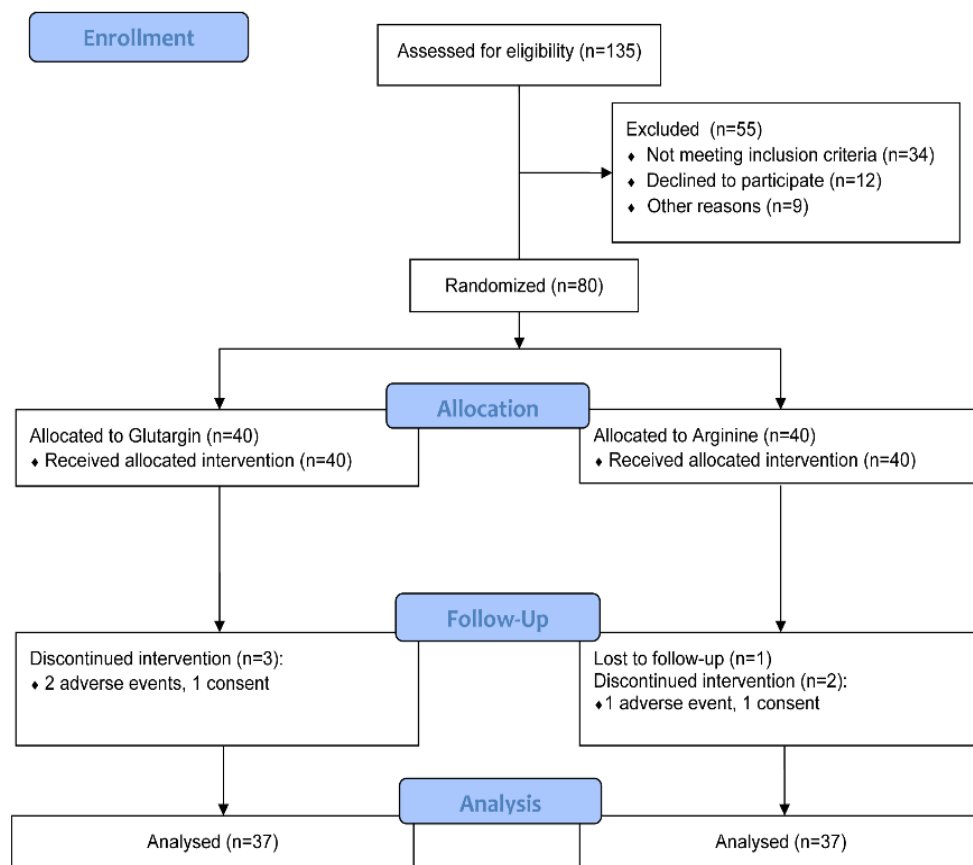 Enrollment
Assessed for eligibility (n=135)
Excluded (n=55)
♦ Not meeting inclusion criteria (n=34)
♦ Declined to participate (n=12)
♦ Other reasons (n=9)
Randomized (n=80)
Allocation
Allocated to Glutargin (n=40)
♦ Received allocated intervention (n=40)
Allocated to Arginine (n=40)
♦ Received allocated intervention (n=40)
Follow-Up
Discontinued intervention (n=3):
♦ 2 adverse events, 1 consent
Lost to follow-up (n=1)
Discontinued intervention (n=2):
♦1 adverse event, 1 consent
Analysis
Analysed (n=37)
Analysed (n=37)